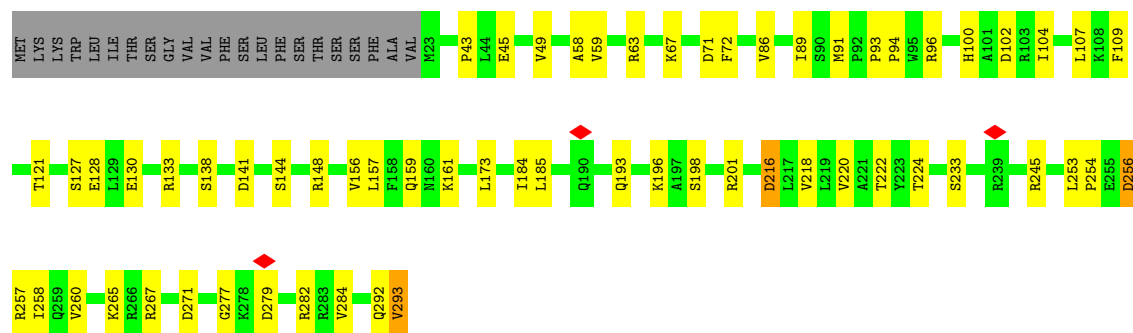 MET LYS LYS TRP LEU ILE THR SER GLY VAL VAL PHE SER LEU PHE SER THR SER SER PHE ALA VAL M23 P43 L44 E45 V49 A58 V59 R63 K67 D71 F72 V86 I89 S90 M91 P92 P93 P94 W95 R96 H100 A101 D102 R103 I104 L107 K108 F109
T121 S127 E128 L129 E130 R133 S138 D141 S144 R148 V156 L157 F158 Q159 N160 K161 L173 I184 L185 Q190 Q193 K196 A197 S198 R201 D216 L217 V218 L219 V220 A221 T222 Y223 T224 S233 R239 R245 L253 P254 E255 D256
R257 I258 Q259 V260 K265 R266 R267 D271 G277 K278 D279 R282 R283 V284 Q292 V293